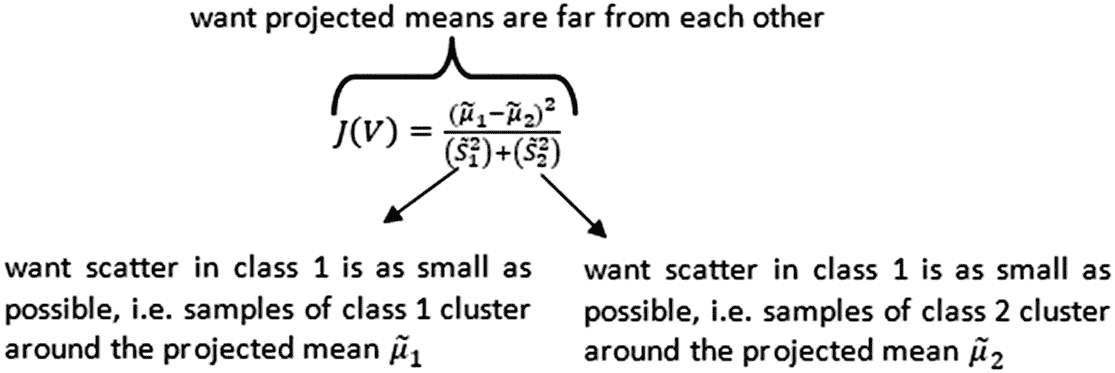 want projected means are far from each other
J(V) = (μ̃₁−μ̃₂)² / (S̃₁²)+(S̃₂²)
want scatter in class 1 is as small as
possible, i.e. samples of class 1 cluster
around the projected mean μ̃₁
want scatter in class 1 is as small as
possible, i.e. samples of class 2 cluster
around the projected mean μ̃₂